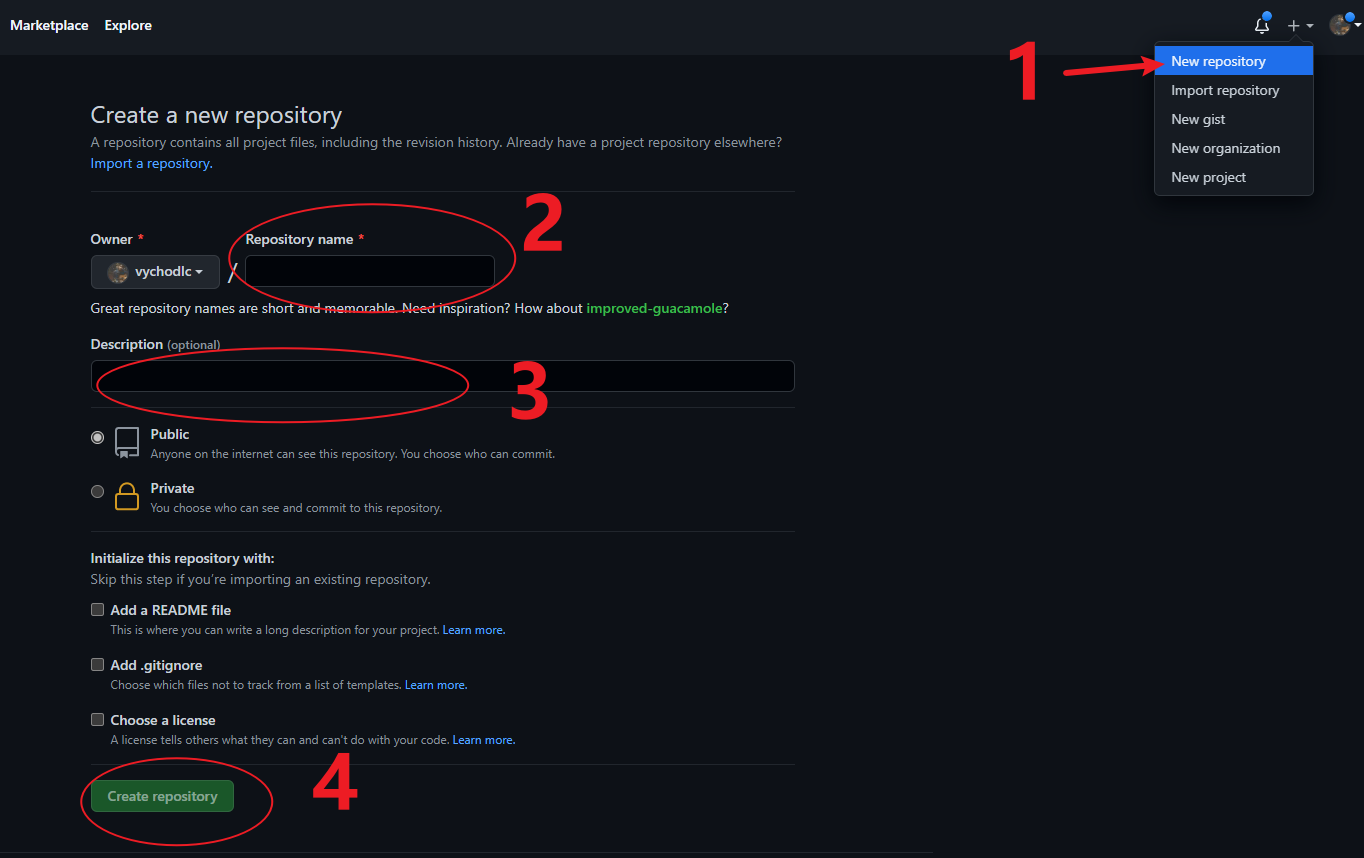 Marketplace Explore
1
New repository
Import repository
New gist
New organization
New project
Create a new repository
A repository contains all project files, including the revision history. Already have a project repository elsewhere?
Import a repository.
2
Owner * Repository name *
vychodlc /
Great repository names are short and memorable. Need inspiration? How about improved-guacamole?
Description (optional)
3
Public
Anyone on the internet can see this repository. You choose who can commit.
Private
You choose who can see and commit to this repository.
Initialize this repository with:
Skip this step if you're importing an existing repository.
Add a README file
This is where you can write a long description for your project. Learn more.
Add .gitignore
Choose which files not to track from a list of templates. Learn more.
Choose a license
A license tells others what they can and can't do with your code. Learn more.
4
Create repository